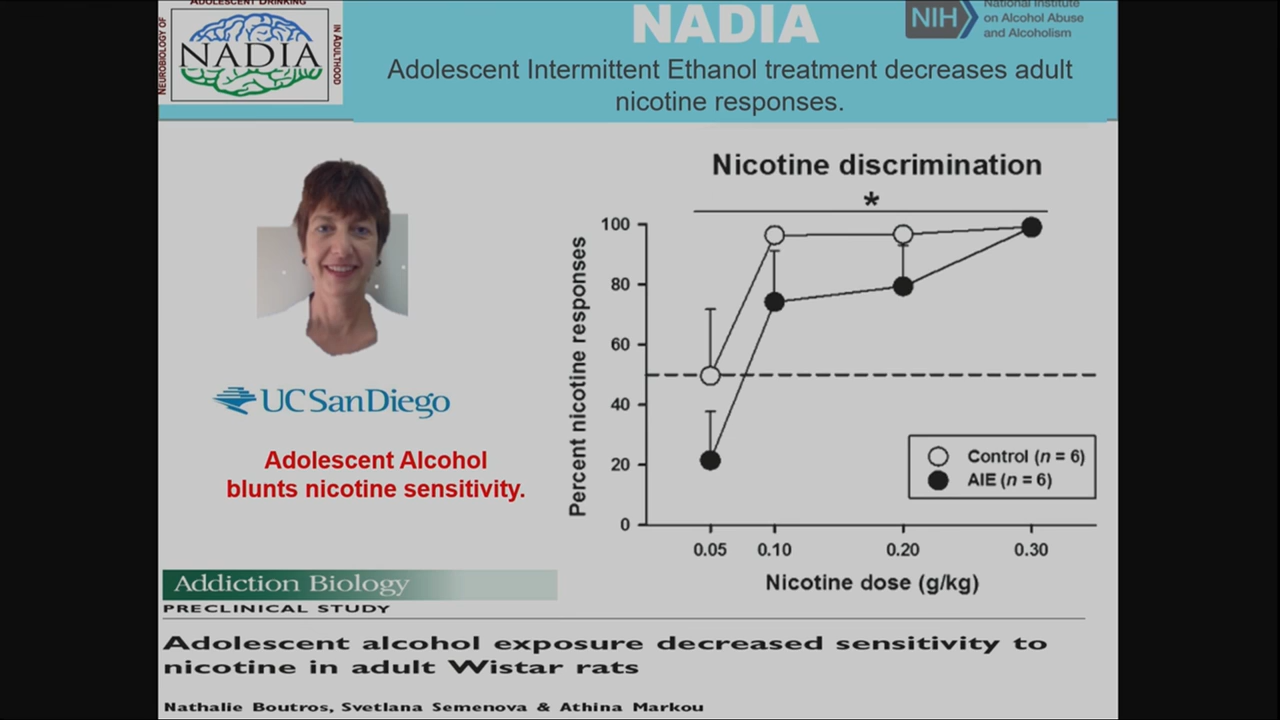 ADOLESCENT DRINKING
NEUROBIOLOGY OF
NADIA
IN ADULTHOOD
NADIA
NIH
National Institute
on Alcohol Abuse
and Alcoholism
Adolescent Intermittent Ethanol treatment decreases adult
nicotine responses.
UC San Diego
Adolescent Alcohol
blunts nicotine sensitivity.
Nicotine discrimination
*
Percent nicotine responses
100
80
60
40
20
0
Control (n = 6)
AIE (n = 6)
0.05 0.10 0.20 0.30
Nicotine dose (g/kg)
Addiction Biology
PRECLINICAL STUDY
Adolescent alcohol exposure decreased sensitivity to
nicotine in adult Wistar rats
Nathalie Boutros, Svetlana Semenova & Athina Markou